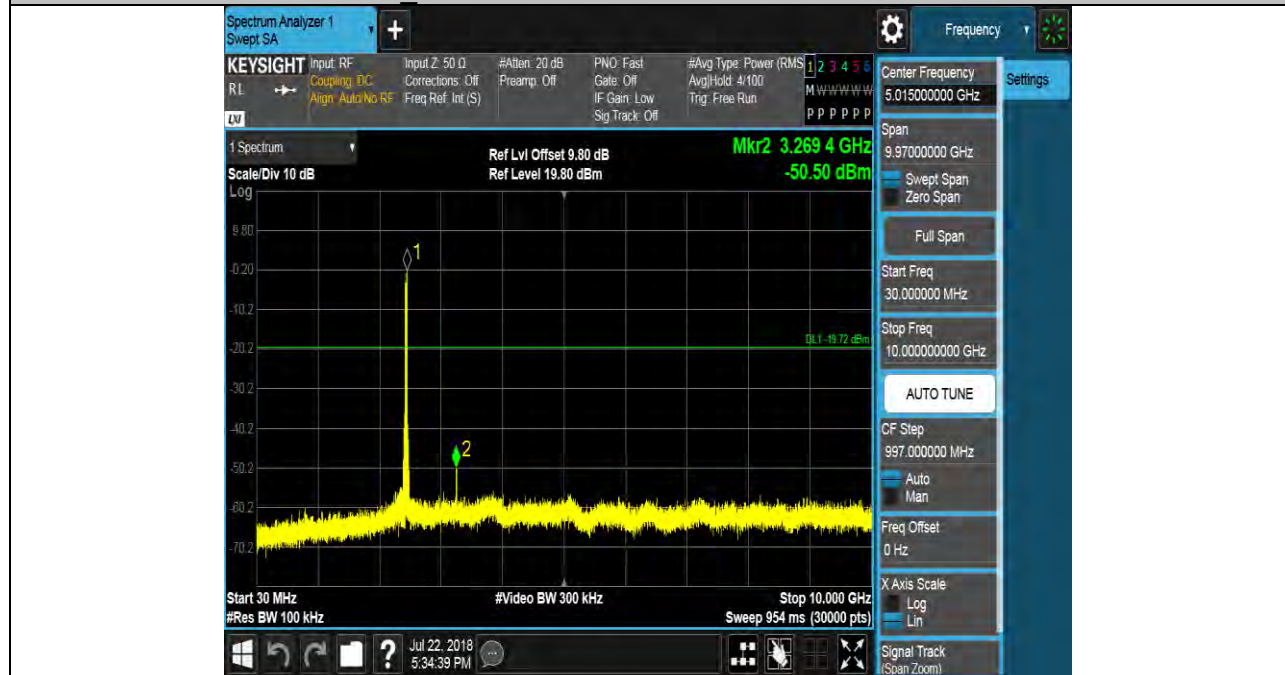 Spectrum Analyzer 1
Swept SA
+
Frequency
KEYSIGHT
RL
LXI
Input: RF
Coupling: DC
Align: Auto/No RF
Input Z: 50 Ω
Corrections: Off
Freq Ref: Int (S)
#Atten: 20 dB
Preamp: Off
PNO: Fast
Gate: Off
IF Gain: Low
Sig Track: Off
#Avg Type: Power (RMS
Avg|Hold: 4/100
Trig: Free Run
1 2 3 4 5 6
M W W W W W
P P P P P P
1 Spectrum
Scale/Div 10 dB
Ref Lvl Offset 9.80 dB
Ref Level 19.80 dBm
Mkr2 3.269 4 GHz
-50.50 dBm
Log
9.80
-0.20
-10.2
-20.2
-30.2
-40.2
-50.2
-60.2
-70.2
1
2
DL1 -19.72 dBm
Start 30 MHz
#Res BW 100 kHz
#Video BW 300 kHz
Stop 10.000 GHz
Sweep 954 ms (30000 pts)
?
Jul 22, 2018
5:34:39 PM
Center Frequency
5.015000000 GHz
Settings
Span
9.97000000 GHz
Swept Span
Zero Span
Full Span
Start Freq
30.000000 MHz
Stop Freq
10.000000000 GHz
AUTO TUNE
CF Step
997.000000 MHz
Auto
Man
Freq Offset
0 Hz
X Axis Scale
Log
Lin
Signal Track
(Span Zoom)